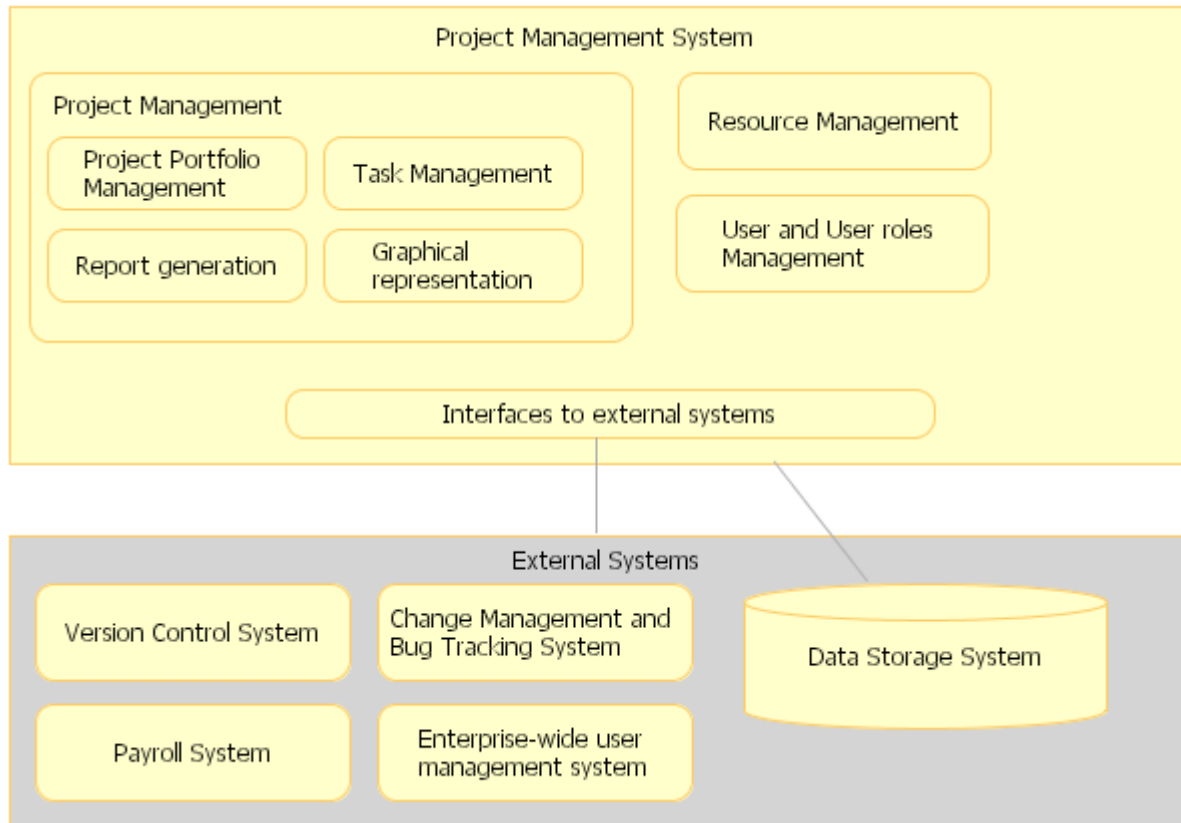 Project Management System
Project Management
Project Portfolio
Management
Task Management
Report generation
Graphical
representation
Resource Management
User and User roles
Management
Interfaces to external systems
External Systems
Version Control System
Change Management and
Bug Tracking System
Data Storage System
Payroll System
Enterprise-wide user
management system